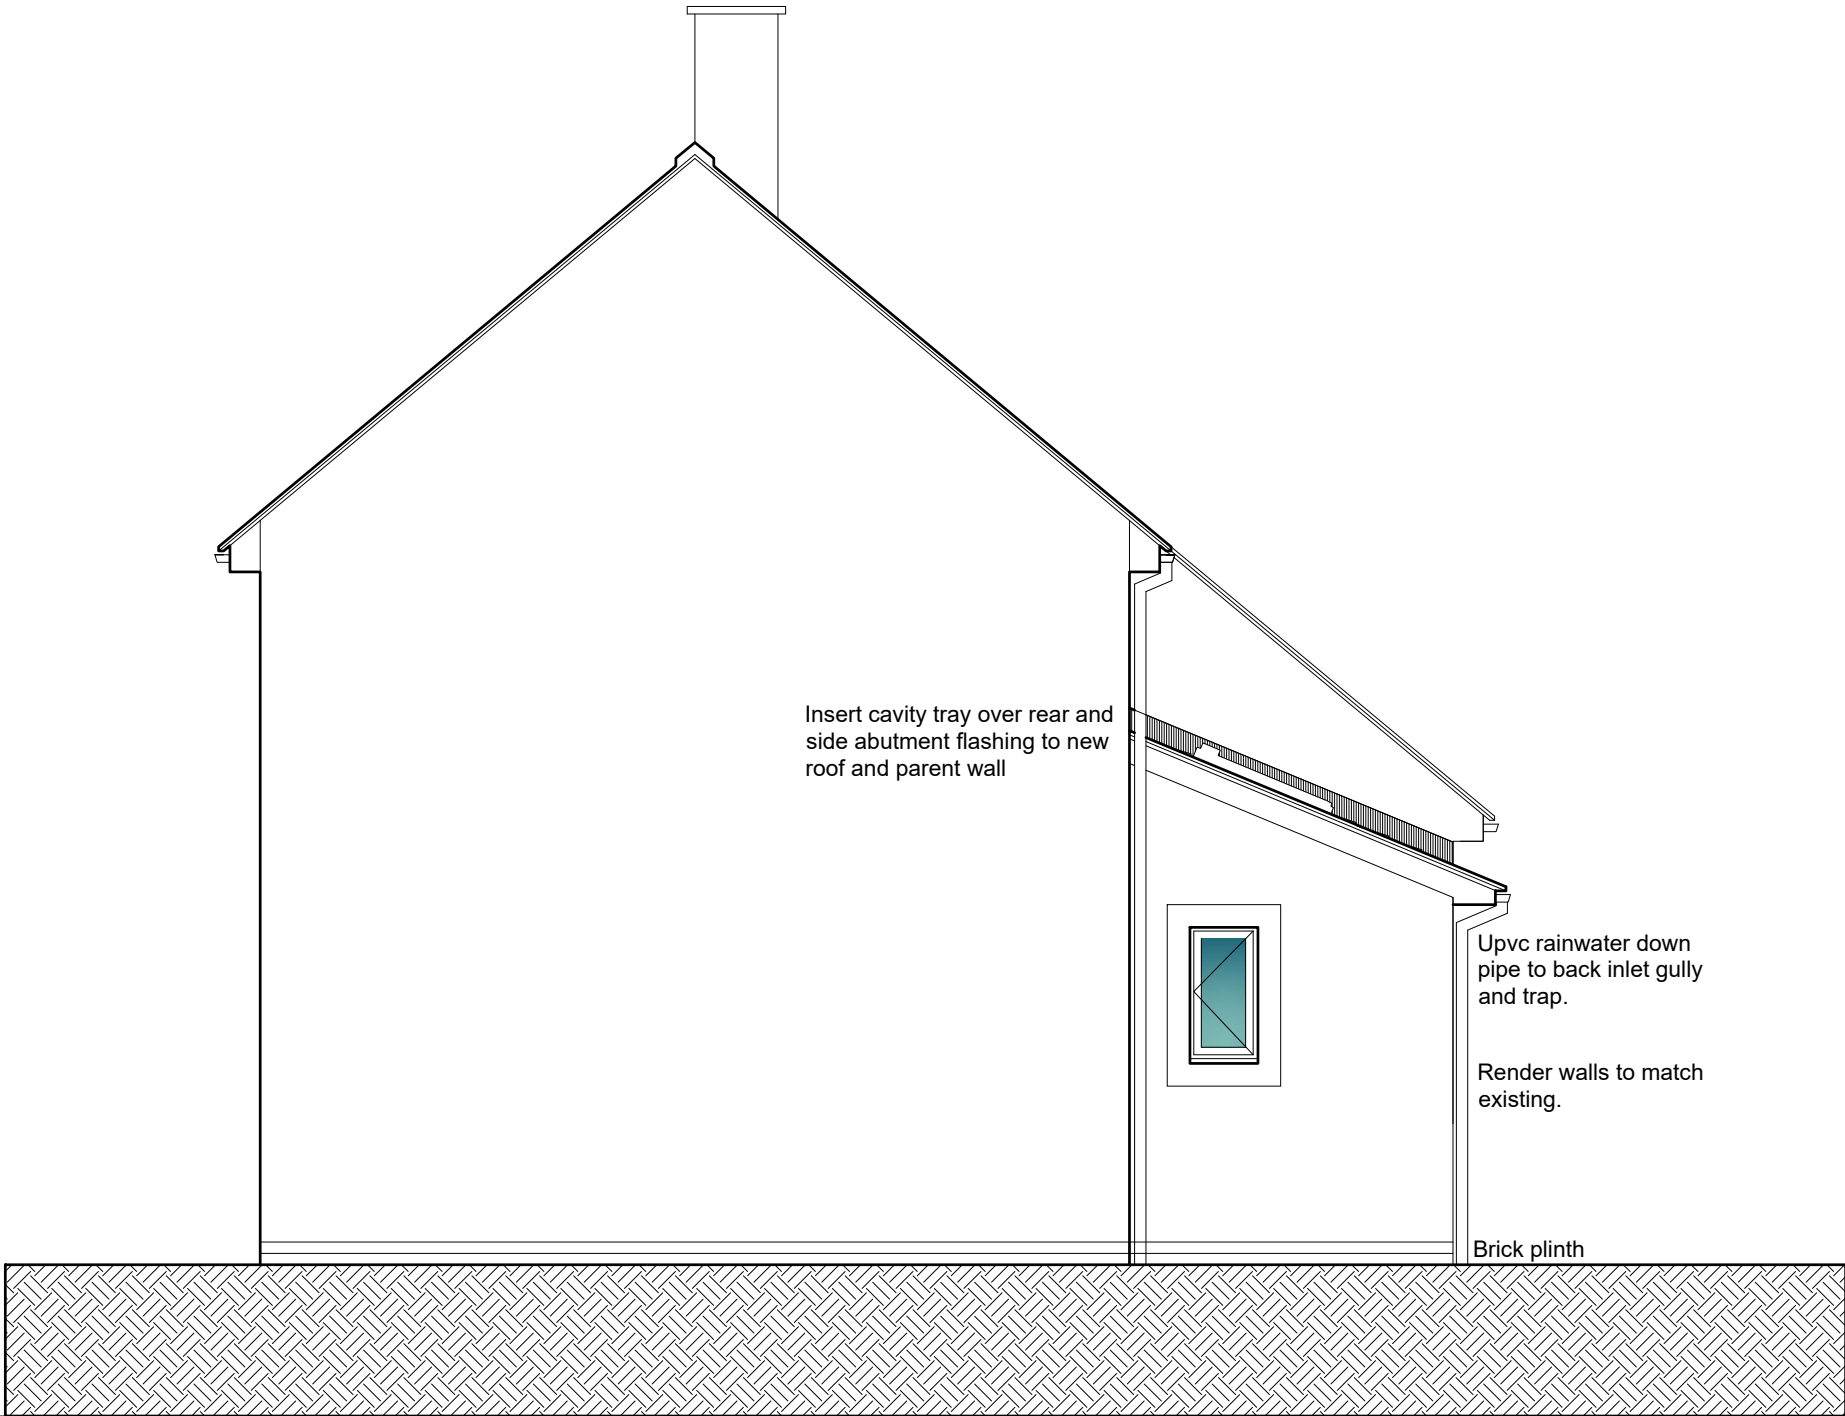 Insert cavity tray over rear and
side abutment flashing to new
roof and parent wall
Upvc rainwater down
pipe to back inlet gully
and trap.
Render walls to match
existing.
Brick plinth